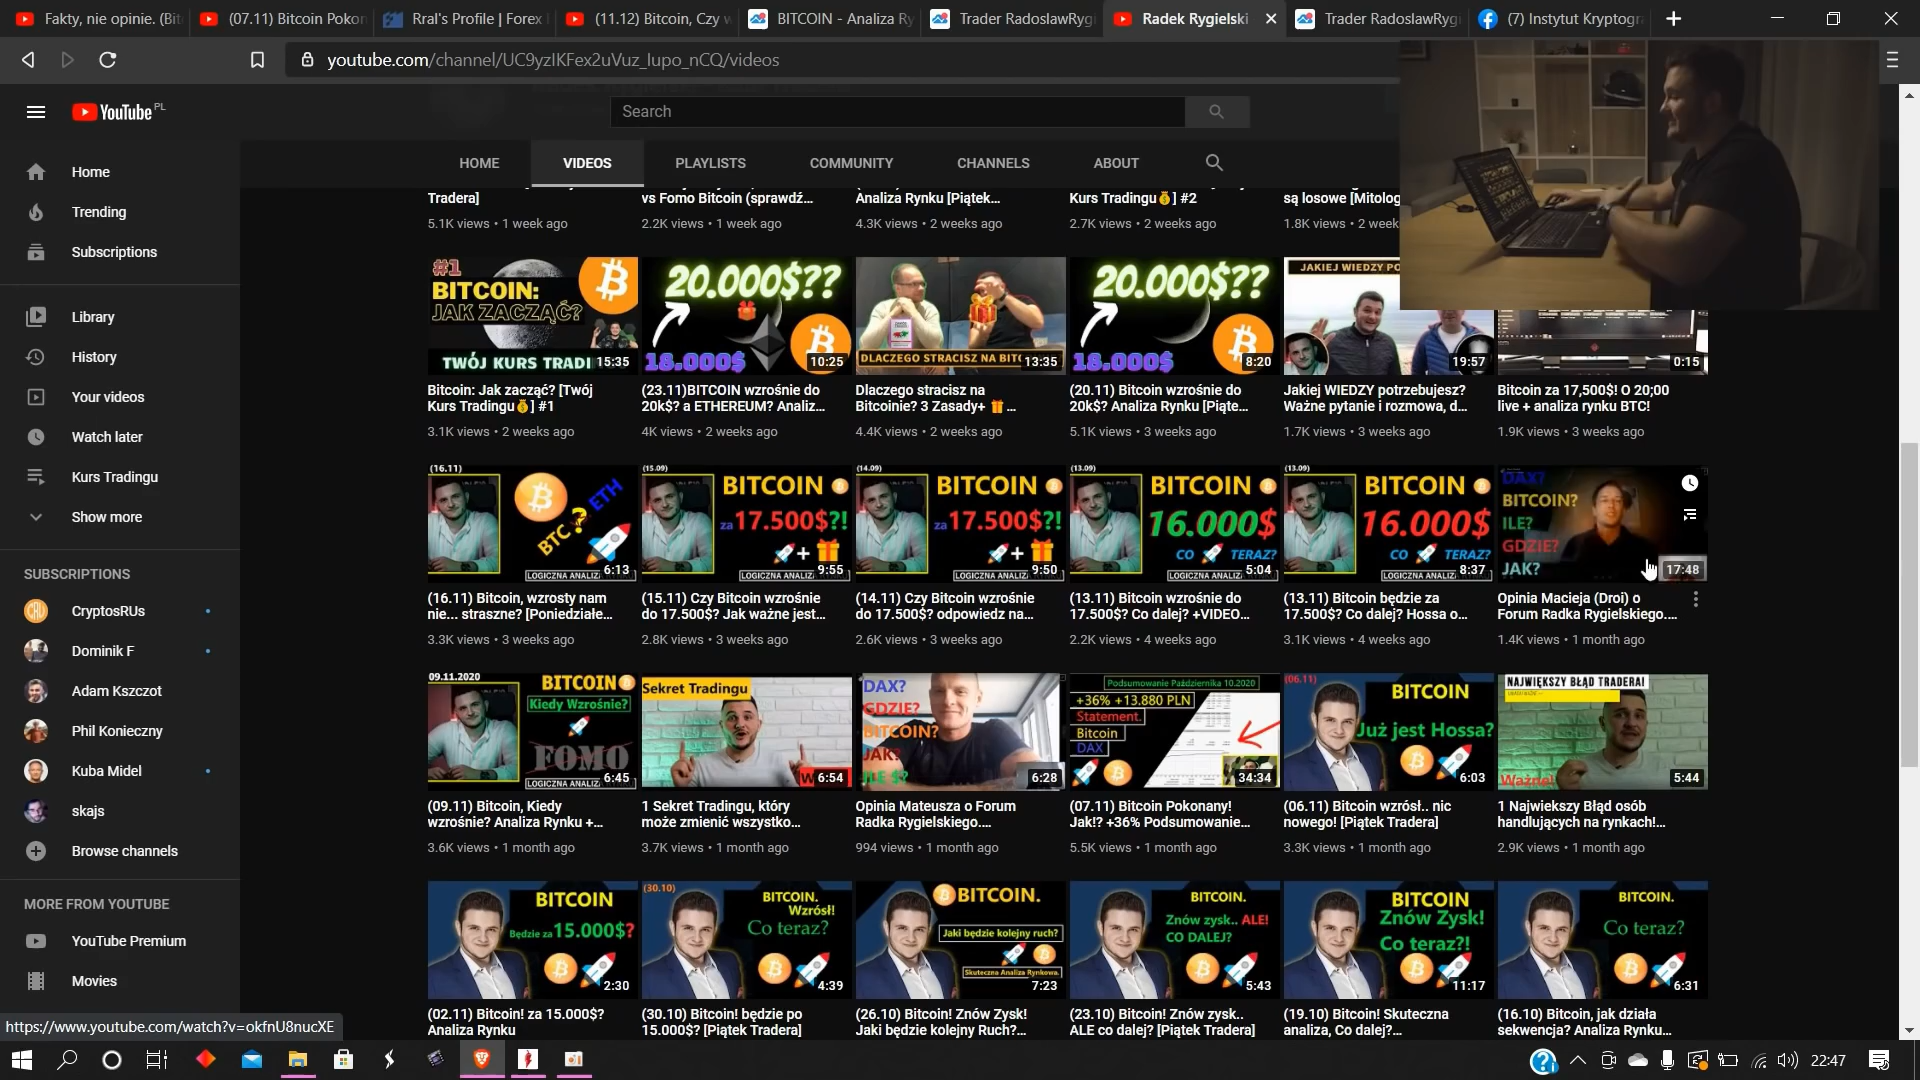 Fakty, nie opinie. (Bit
(07.11) Bitcoin Pokon
Rral's Profile | Forex
(11.12) Bitcoin, Czy w
BITCOIN - Analiza Ry
Trader RadoslawRygi
Radek Rygielski
Trader RadoslawRygi
(7) Instytut Kryptogra
youtube.com/channel/UC9yzIKFex2uVuz_lupo_nCQ/videos
YouTube PL
Search
HOME VIDEOS PLAYLISTS COMMUNITY CHANNELS ABOUT
Home
Trending
Subscriptions
Library
History
Your videos
Watch later
Kurs Tradingu
Show more
SUBSCRIPTIONS
CryptosRUs
Dominik F
Adam Kszczot
Phil Konieczny
Kuba Midel
skajs
Browse channels
MORE FROM YOUTUBE
YouTube Premium
Movies
Tradera]
5.1K views • 1 week ago
vs Fomo Bitcoin (sprawdź...
2.2K views • 1 week ago
Analiza Rynku [Piątek...
4.3K views • 2 weeks ago
Kurs Tradingu💰] #2
2.7K views • 2 weeks ago
są losowe [Mitolog
1.8K views • 2 week
#1
BITCOIN:
JAK ZACZĄĆ?
TWÓJ KURS TRADI
15:35
Bitcoin: Jak zacząć? [Twój
Kurs Tradingu💰] #1
3.1K views • 2 weeks ago
20.000$??
18.000$
10:25
(23.11)BITCOIN wzrośnie do
20k$? a ETHEREUM? Analiz...
4K views • 2 weeks ago
DLACZEGO STRACISZ NA BITC
13:35
Dlaczego stracisz na
Bitcoinie? 3 Zasady+ 🎁...
4.4K views • 2 weeks ago
20.000$??
18.000$
8:20
(20.11) Bitcoin wzrośnie do
20k$? Analiza Rynku [Piąte...
5.1K views • 3 weeks ago
JAKIEJ WIEDZY PO
19:57
Jakiej WIEDZY potrzebujesz?
Ważne pytanie i rozmowa, d...
1.7K views • 3 weeks ago
0:15
Bitcoin za 17,500$! O 20;00
live + analiza rynku BTC!
1.9K views • 3 weeks ago
(16.11)
BTC ? ETH
LOGICZNA ANALIZ
6:13
(16.11) Bitcoin, wzrosty nam
nie... straszne? [Poniedziałe...
3.3K views • 3 weeks ago
(15.09)
BITCOIN
za 17.500$?!
+
LOGICZNA ANALIZ
9:55
(15.11) Czy Bitcoin wzrośnie
do 17.500$? Jak ważne jest...
2.8K views • 3 weeks ago
(14.09)
BITCOIN
za 17.500$?!
+
LOGICZNA ANALIZ
9:50
(14.11) Czy Bitcoin wzrośnie
do 17.500$? odpowiedz na...
2.6K views • 3 weeks ago
(13.09)
BITCOIN
16.000$
CO TERAZ?
LOGICZNA ANALIZ
5:04
(13.11) Bitcoin wzrośnie do
17.500$? Co dalej? +VIDEO...
2.2K views • 4 weeks ago
(13.09)
BITCOIN
16.000$
CO TERAZ?
LOGICZNA ANALIZ
8:37
(13.11) Bitcoin będzie za
17.500$? Co dalej? Hossa o...
3.1K views • 4 weeks ago
DAX?
BITCOIN?
ILE?
GDZIE?
JAK?
17:48
Opinia Macieja (Droi) o
Forum Radka Rygielskiego....
1.4K views • 1 month ago
09.11.2020
BITCOIN
Kiedy Wzrośnie?
FOMO
LOGICZNA ANALIZ
6:45
(09.11) Bitcoin, Kiedy
wzrośnie? Analiza Rynku +...
3.6K views • 1 month ago
Sekret Tradingu
6:54
1 Sekret Tradingu, który
może zmienić wszystko...
3.7K views • 1 month ago
DAX?
GDZIE?
BITCOIN?
JAK?
ILE $?
6:28
Opinia Mateusza o Forum
Radka Rygielskiego....
994 views • 1 month ago
Podsumowanie Października 10.2020
+36% +13.880 PLN
Statement.
Bitcoin
DAX
34:34
(07.11) Bitcoin Pokonany!
Jak!? +36% Podsumowanie...
5.5K views • 1 month ago
(06.11)
BITCOIN
Już jest Hossa?
6:03
(06.11) Bitcoin wzrósł.. nic
nowego! [Piątek Tradera]
3.3K views • 1 month ago
NAJWIĘKSZY BŁĄD TRADERA!
Ważne!
5:44
1 Najwiekszy Błąd osób
handlujących na rynkach!...
2.9K views • 1 month ago
BITCOIN
Będzie za 15.000$?
2:30
(02.11) Bitcoin! za 15.000$?
Analiza Rynku
(30.10)
BITCOIN.
Wzrósł!
Co teraz?
4:39
(30.10) Bitcoin! będzie po
15.000$? [Piątek Tradera]
BITCOIN.
Jaki będzie kolejny ruch?
Skuteczna Analiza Rynkowa.
7:23
(26.10) Bitcoin! Znów Zysk!
Jaki będzie kolejny Ruch?...
BITCOIN.
Znów zysk.. ALE!
CO DALEJ?
5:43
(23.10) Bitcoin! Znów zysk..
ALE co dalej? [Piątek Tradera]
BITCOIN
Znów Zysk!
Co teraz?!
11:17
(19.10) Bitcoin! Skuteczna
analiza, Co dalej?...
BITCOIN.
Co teraz?
6:31
(16.10) Bitcoin, jak działa
sekwencja? Analiza Rynku...
https://www.youtube.com/watch?v=okfnU8nucXE
22:47